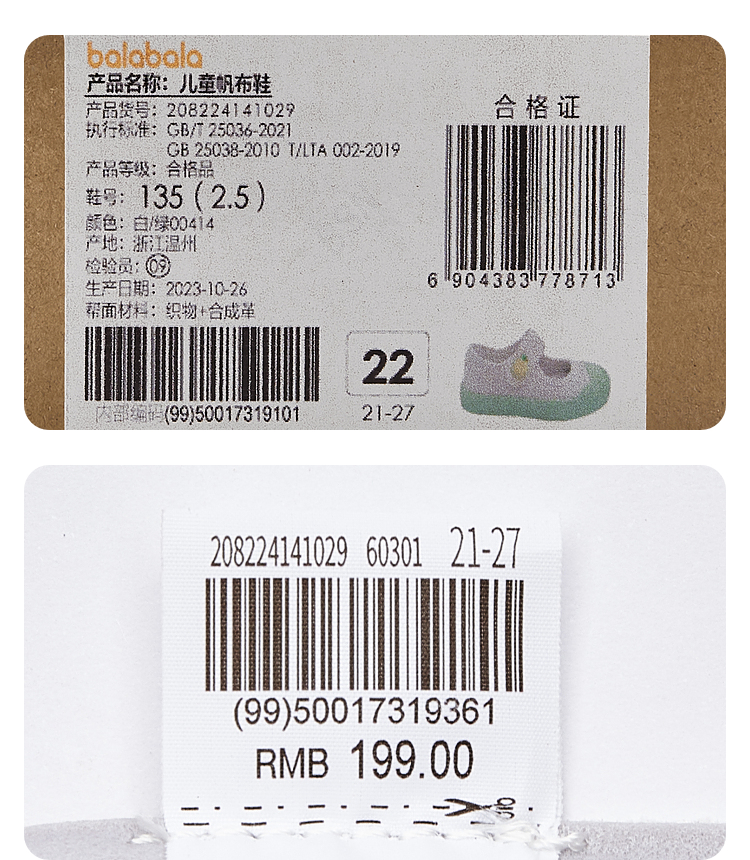 balabala
产品名称：儿童帆布鞋
产品货号：208224141029
执行标准：GB/T 25036-2021
GB 25038-2010 T/LTA 002-2019
产品等级：合格品
鞋号：135（2.5）
颜色：白/绿00414
产地：浙江温州
检验员：09
生产日期：2023-10-26
帮面材料：织物+合成革
内部编码(99)50017319101
合格证
6 904383 778713
22
21-27
208224141029 60301 21-27
(99)50017319361
RMB 199.00